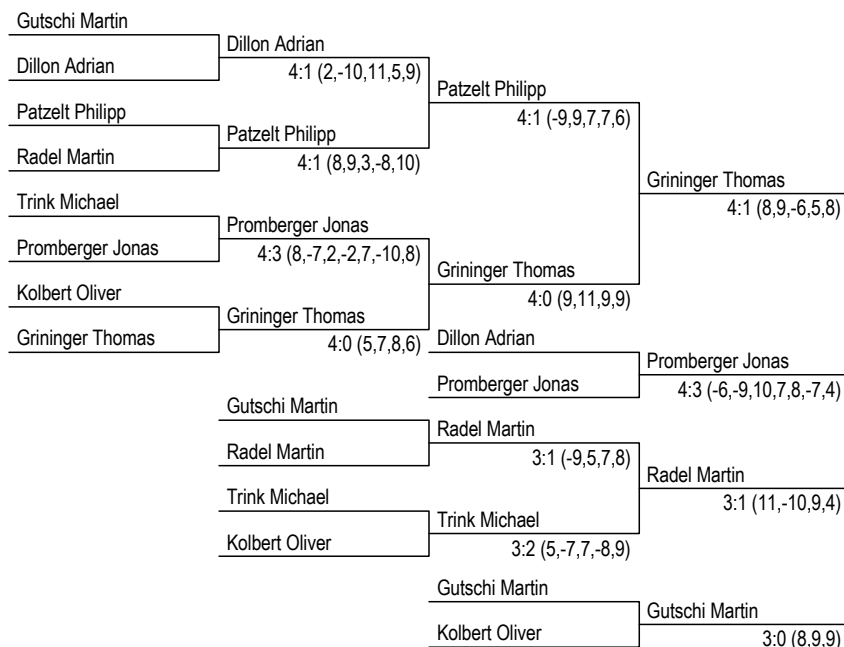 Gutschi Martin
Dillon Adrian
Dillon Adrian
4:1 (2,-10,11,5,9)
Patzelt Philipp
4:1 (-9,9,7,7,6)
Patzelt Philipp
Patzelt Philipp
4:1 (8,9,3,-8,10)
Radel Martin
Grininger Thomas
4:1 (8,9,-6,5,8)
Trink Michael
Promberger Jonas
4:3 (8,-7,2,-2,7,-10,8)
Promberger Jonas
Grininger Thomas
4:0 (9,11,9,9)
Kolbert Oliver
Grininger Thomas
4:0 (5,7,8,6)
Grininger Thomas
Dillon Adrian
Promberger Jonas
4:3 (-6,-9,10,7,8,-7,4)
Promberger Jonas
Gutschi Martin
Radel Martin
3:1 (-9,5,7,8)
Radel Martin
Radel Martin
3:1 (11,-10,9,4)
Trink Michael
Trink Michael
3:2 (5,-7,7,-8,9)
Kolbert Oliver
Gutschi Martin
Gutschi Martin
3:0 (8,9,9)
Kolbert Oliver